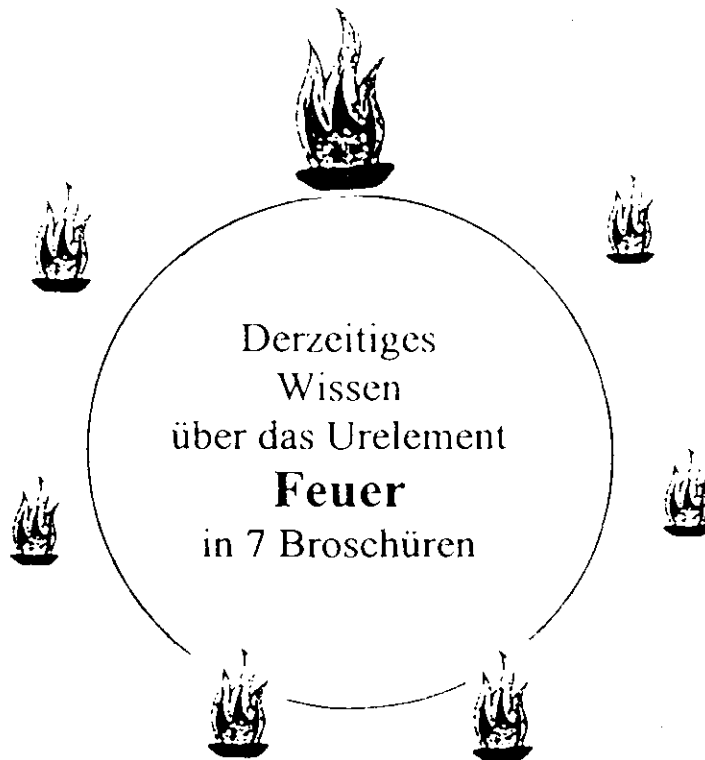 Derzeitiges
Wissen
über das Urelement
Feuer
in 7 Broschüren